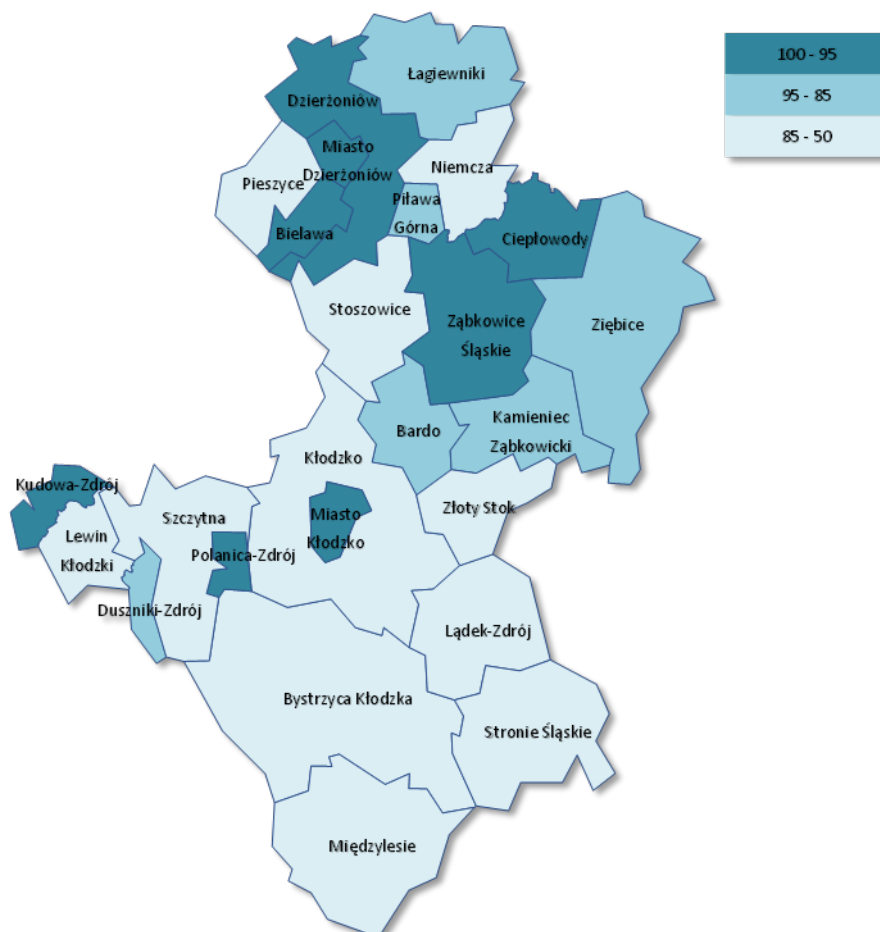 100 - 95
95 - 85
85 - 50
Łagiewniki
Dzierżoniów
Miasto
Dzierżoniów
Niemcza
Pieszyce
Piława
Górna
Bielawa
Ciepłowody
Stoszowice
Ząbkowice
Śląskie
Ziębice
Bardo
Kamieniec
Ząbkowicki
Kłodzko
Kudowa-Zdrój
Szczytna
Miasto
Kłodzko
Złoty Stok
Lewin
Kłodzki
Polanica-Zdrój
Duszniki-Zdrój
Lądek-Zdrój
Bystrzyca Kłodzka
Stronie Śląskie
Międzylesie